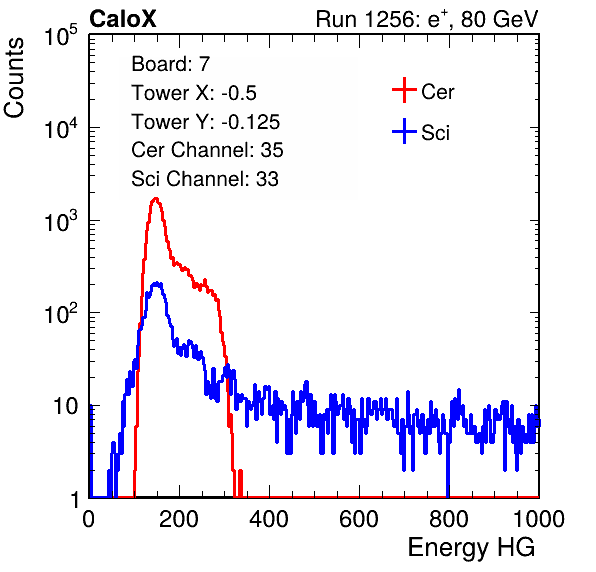 CaloX Run 1256: e⁺, 80 GeV
Counts
Board: 7
Tower X: -0.5
Tower Y: -0.125
Cer Channel: 35
Sci Channel: 33
Cer
Sci
10⁵
10⁴
10³
10²
10
1
0 200 400 600 800 1000
Energy HG